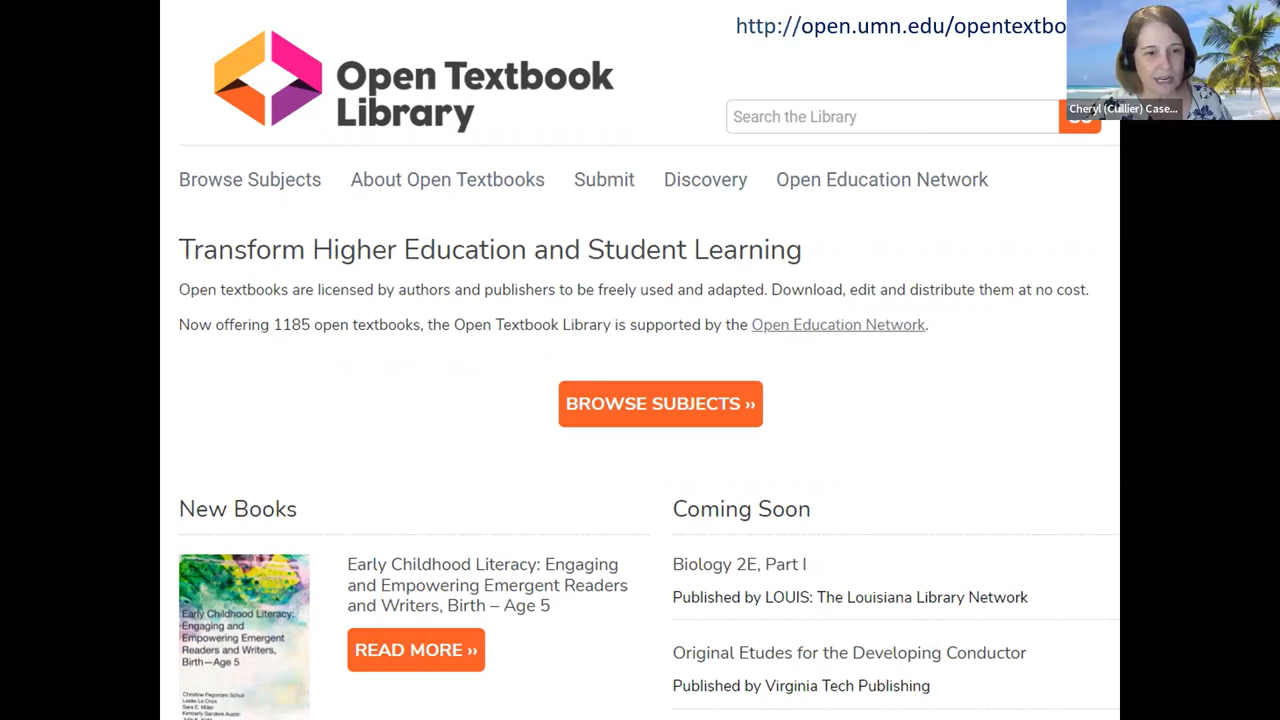 http://open.umn.edu/opentextbo
Open Textbook
Library
Cheryl (Cullier) Case...
Search the Library
Browse Subjects About Open Textbooks Submit Discovery Open Education Network
Transform Higher Education and Student Learning
Open textbooks are licensed by authors and publishers to be freely used and adapted. Download, edit and distribute them at no cost.
Now offering 1185 open textbooks, the Open Textbook Library is supported by the Open Education Network.
BROWSE SUBJECTS ››
New Books
Early Childhood Literacy:
Engaging and
Empowering Emergent
Readers and Writers,
Birth—Age 5
Early Childhood Literacy: Engaging
and Empowering Emergent Readers
and Writers, Birth – Age 5
READ MORE ››
Coming Soon
Biology 2E, Part I
Published by LOUIS: The Louisiana Library Network
Original Etudes for the Developing Conductor
Published by Virginia Tech Publishing